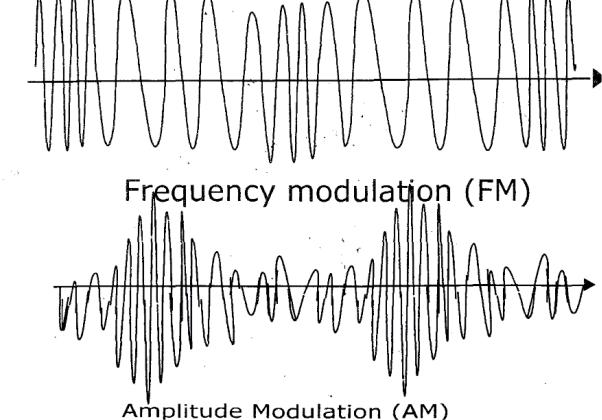 Frequency modulation (FM)
Amplitude Modulation (AM)